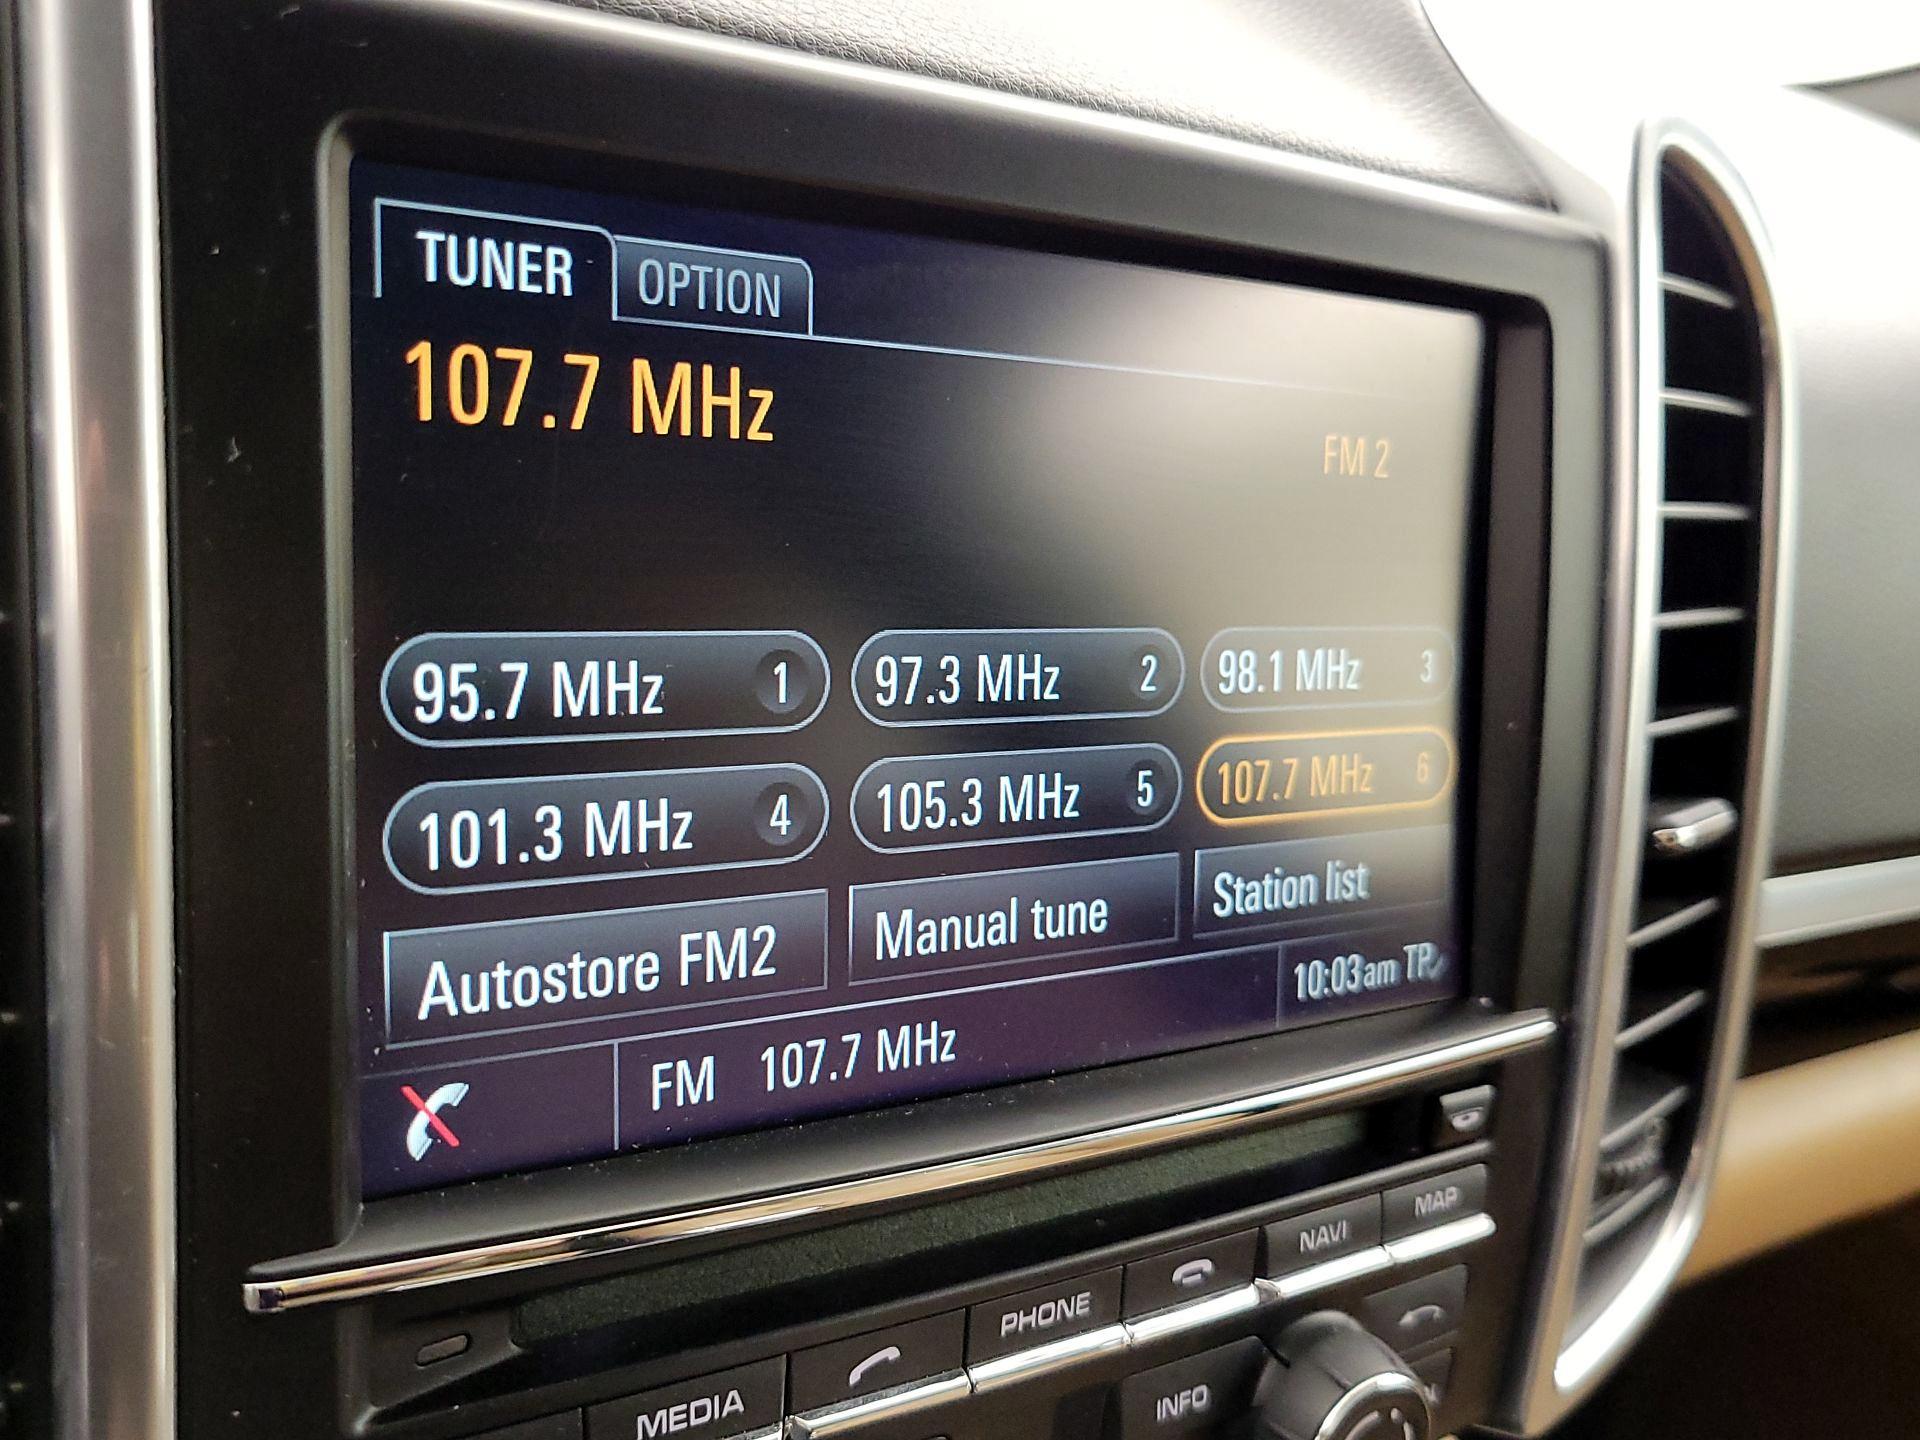 TUNER OPTION
107.7 MHz
FM 2
95.7 MHz 1 97.3 MHz 2 98.1 MHz 3
101.3 MHz 4 105.3 MHz 5 107.7 MHz 6
Autostore FM2 Manual tune Station list
FM 107.7 MHz 10:03am TP
MEDIA PHONE NAVI MAP
INFO